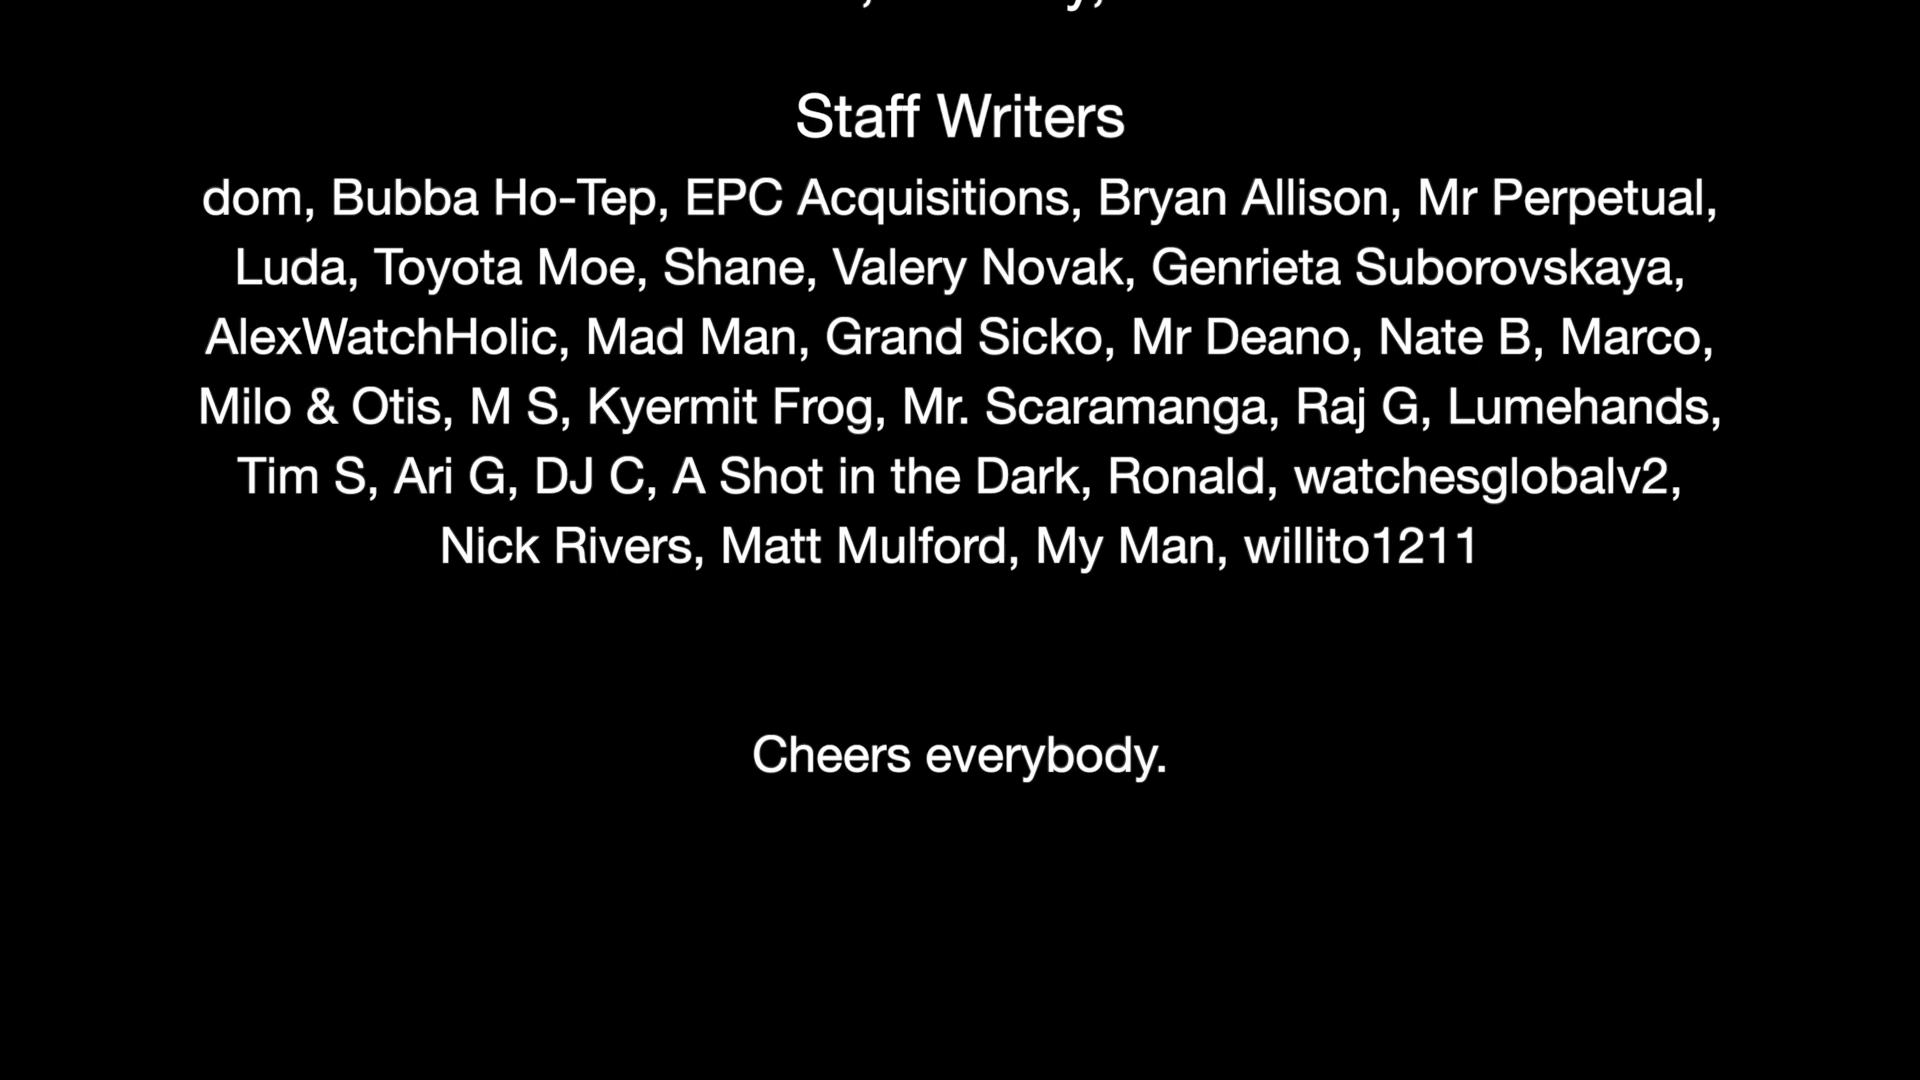 Staff Writers
dom, Bubba Ho-Tep, EPC Acquisitions, Bryan Allison, Mr Perpetual,
Luda, Toyota Moe, Shane, Valery Novak, Genrieta Suborovskaya,
AlexWatchHolic, Mad Man, Grand Sicko, Mr Deano, Nate B, Marco,
Milo & Otis, M S, Kyermit Frog, Mr. Scaramanga, Raj G, Lumehands,
Tim S, Ari G, DJ C, A Shot in the Dark, Ronald, watchesglobalv2,
Nick Rivers, Matt Mulford, My Man, willito1211
Cheers everybody.